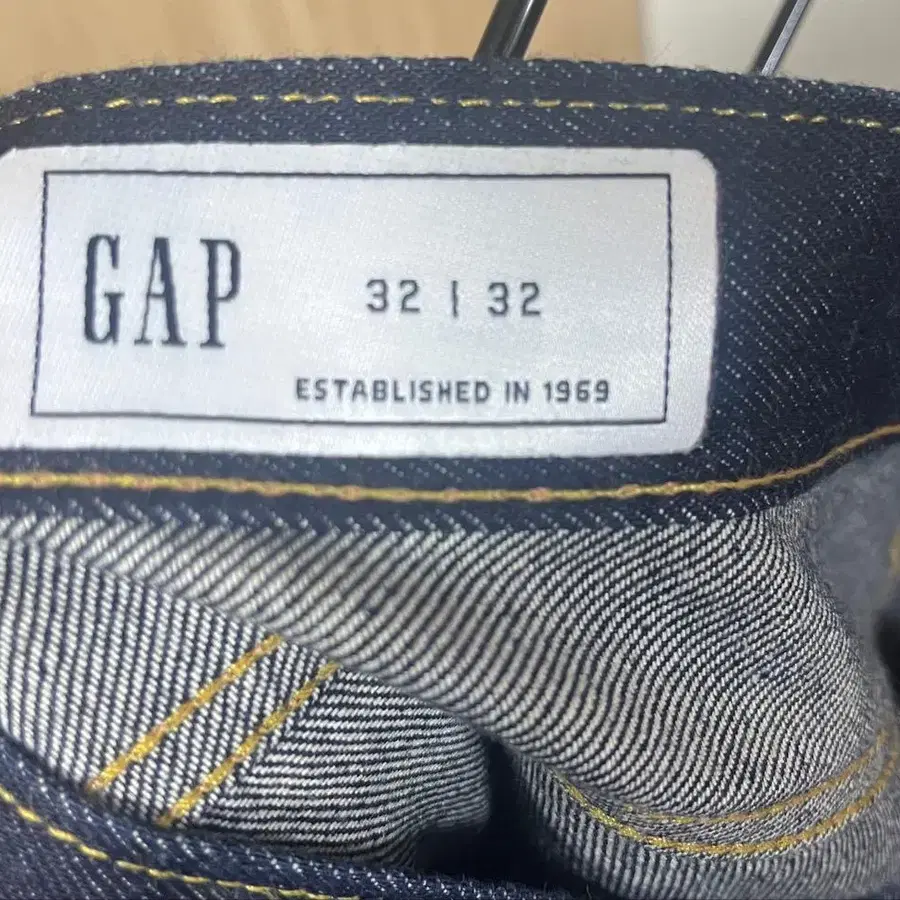 GAP 32 | 32
ESTABLISHED IN 1969